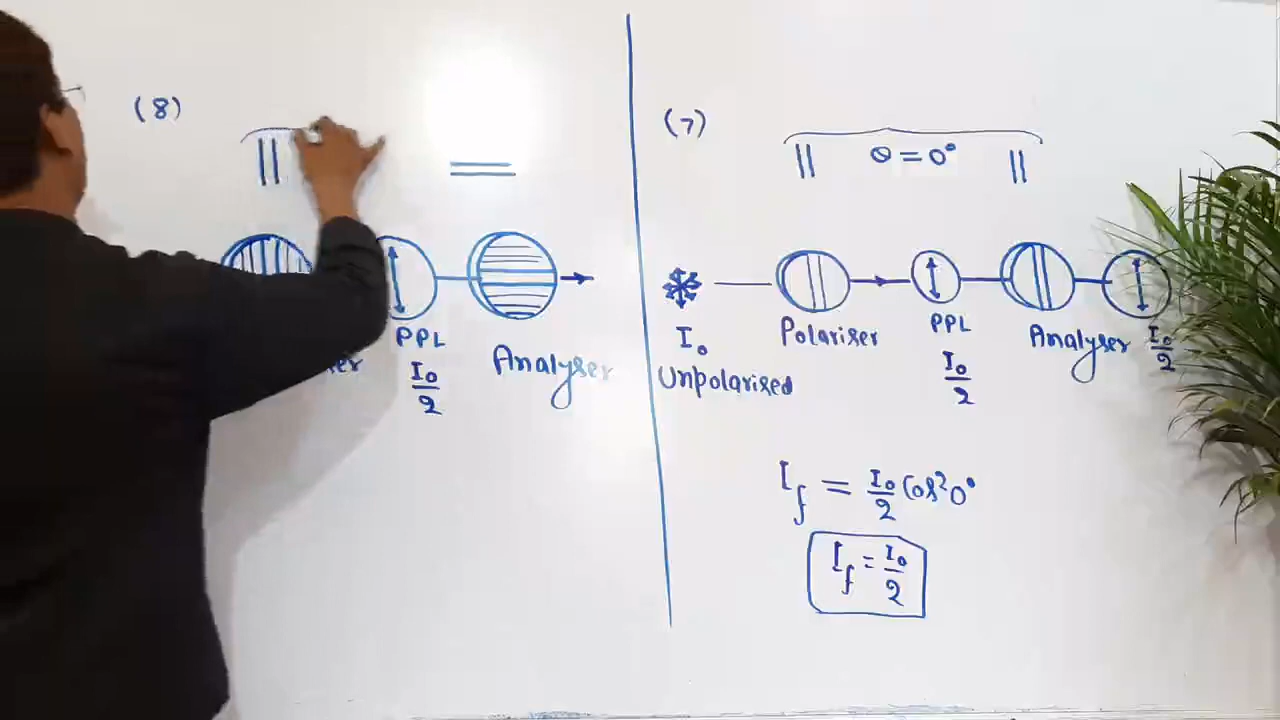 (8)
PPL
I₀/2
Analyser
(7)
θ = 0°
I₀
Unpolarised
Polariser
PPL
I₀/2
Analyser
I₀/2
I_f = I₀/2 Cos²0°
I_f = I₀/2